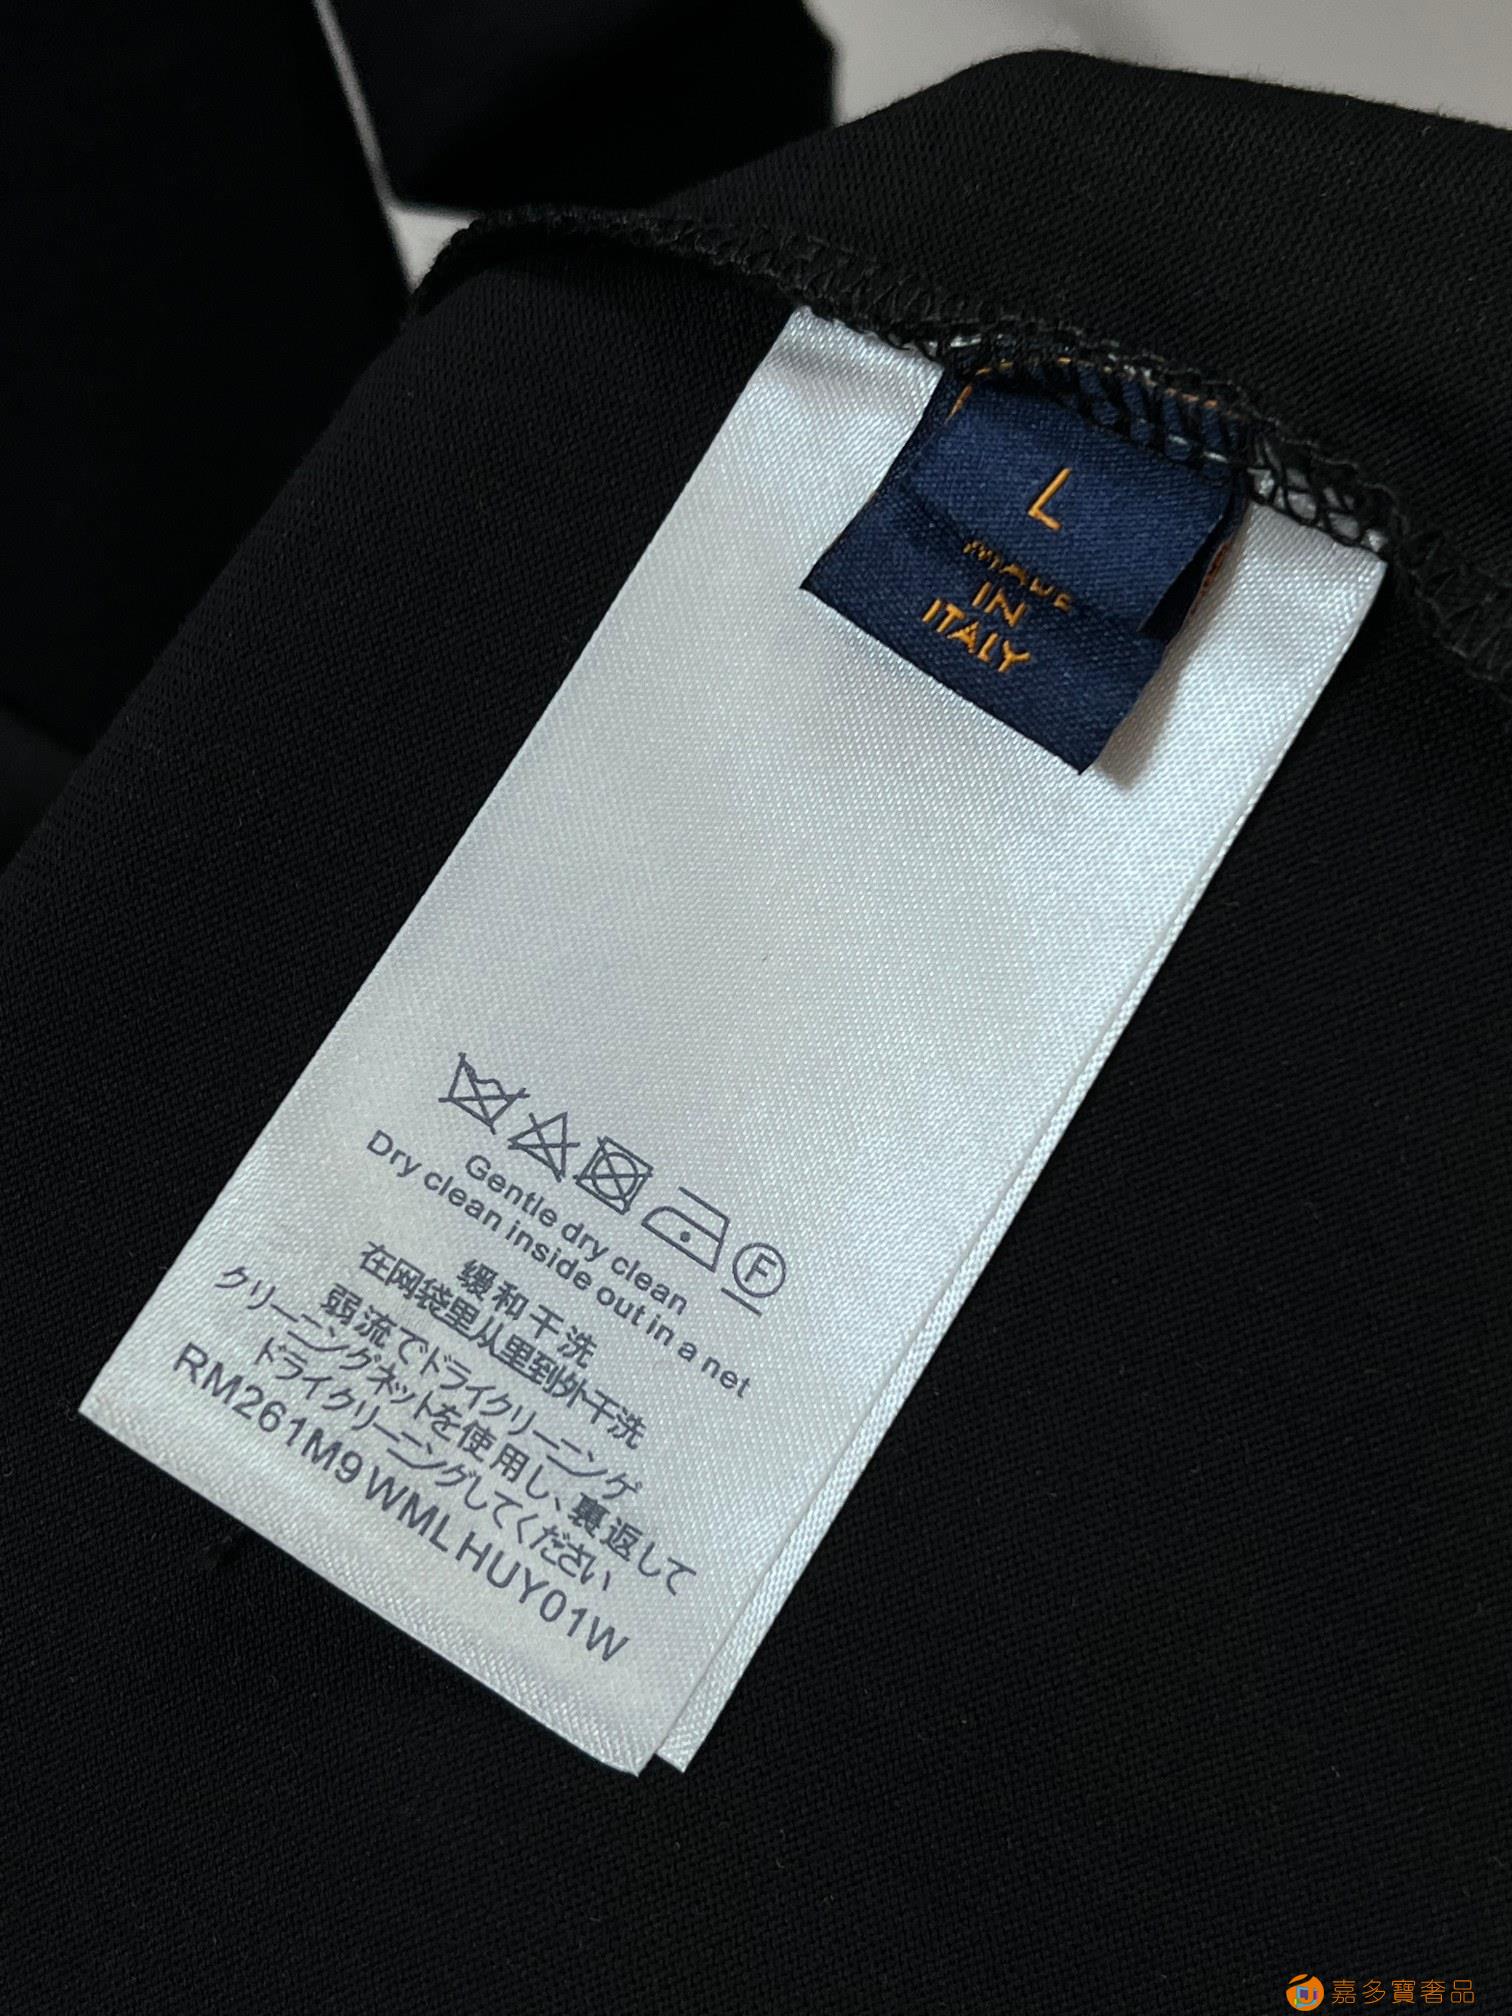 L
MADE
IN
ITALY
F
Gentle dry clean
Dry clean inside out in a net
缓和干洗
在网袋里从里到外干洗
弱流でドライクリーニング
クリーニングネットを使用し、裏返して
ドライクリーニングしてください
RM261M9 WML HUY01W
嘉多寶奢品